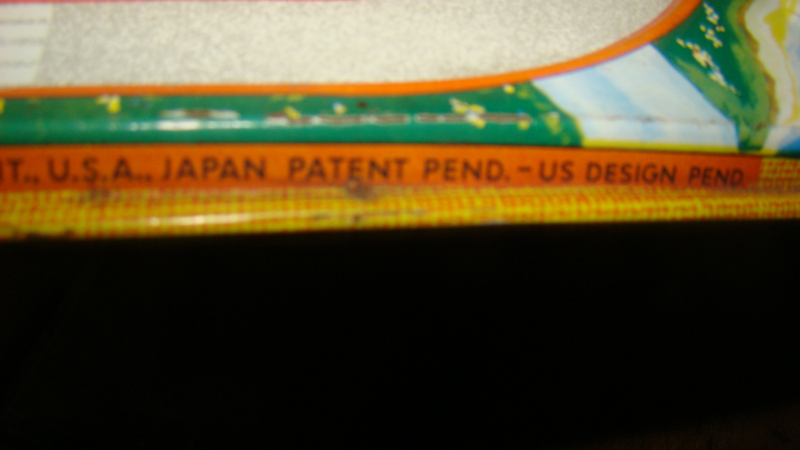 T., U.S.A., JAPAN PATENT PEND. - US DESIGN PEND